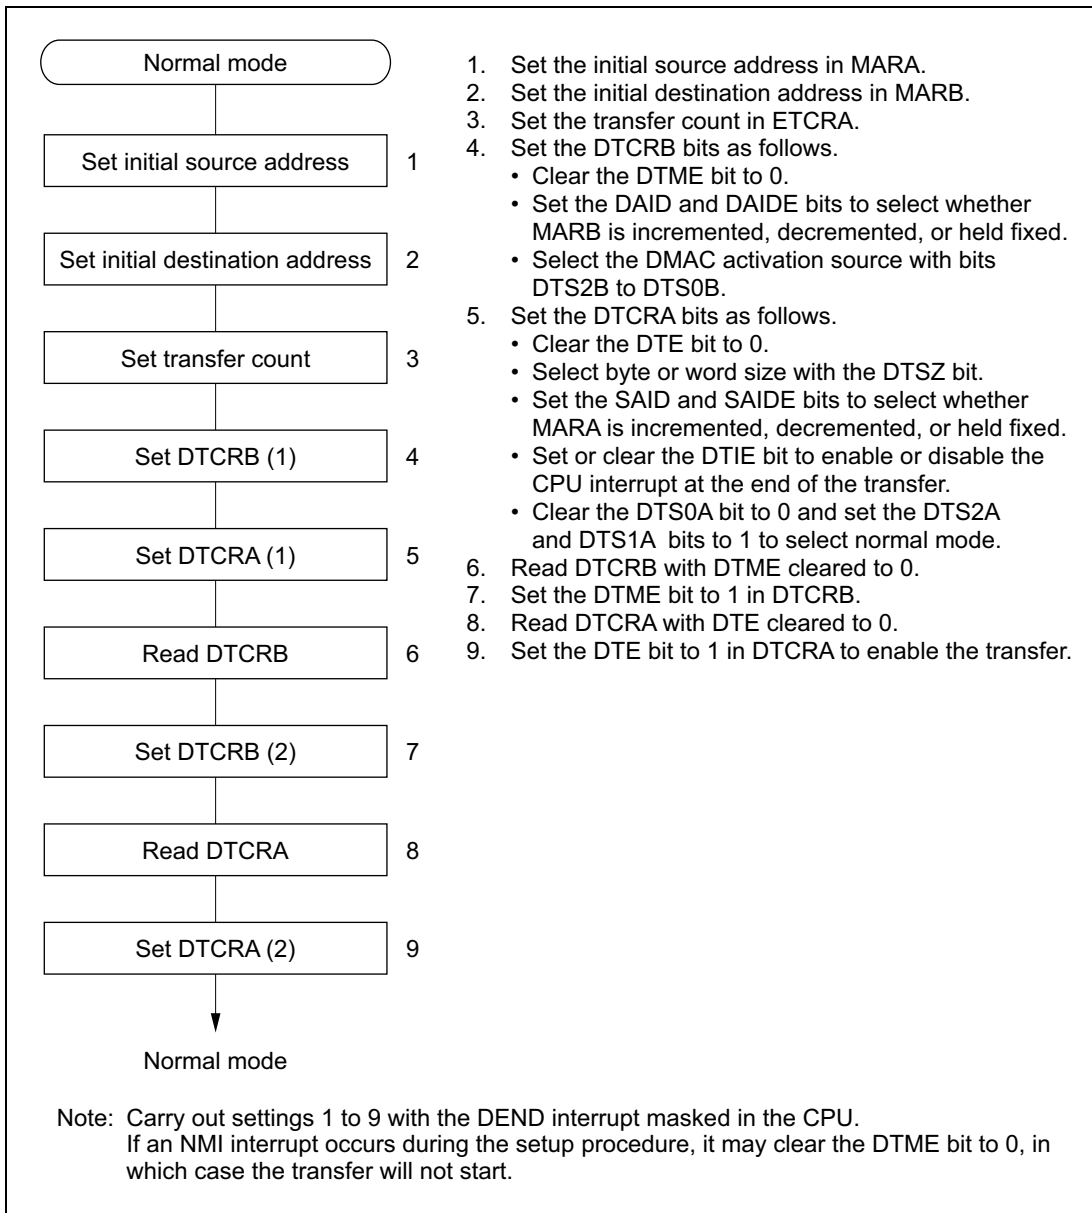 Normal mode
Set initial source address 1
Set initial destination address 2
Set transfer count 3
Set DTCRB (1) 4
Set DTCRA (1) 5
Read DTCRB 6
Set DTCRB (2) 7
Read DTCRA 8
Set DTCRA (2) 9
Normal mode
1. Set the initial source address in MARA.
2. Set the initial destination address in MARB.
3. Set the transfer count in ETCRA.
4. Set the DTCRB bits as follows.
• Clear the DTME bit to 0.
• Set the DAID and DAIDE bits to select whether
MARB is incremented, decremented, or held fixed.
• Select the DMAC activation source with bits
DTS2B to DTS0B.
5. Set the DTCRA bits as follows.
• Clear the DTE bit to 0.
• Select byte or word size with the DTSZ bit.
• Set the SAID and SAIDE bits to select whether
MARA is incremented, decremented, or held fixed.
• Set or clear the DTIE bit to enable or disable the
CPU interrupt at the end of the transfer.
• Clear the DTS0A bit to 0 and set the DTS2A
and DTS1A bits to 1 to select normal mode.
6. Read DTCRB with DTME cleared to 0.
7. Set the DTME bit to 1 in DTCRB.
8. Read DTCRA with DTE cleared to 0.
9. Set the DTE bit to 1 in DTCRA to enable the transfer.
Note: Carry out settings 1 to 9 with the DEND interrupt masked in the CPU.
If an NMI interrupt occurs during the setup procedure, it may clear the DTME bit to 0, in
which case the transfer will not start.